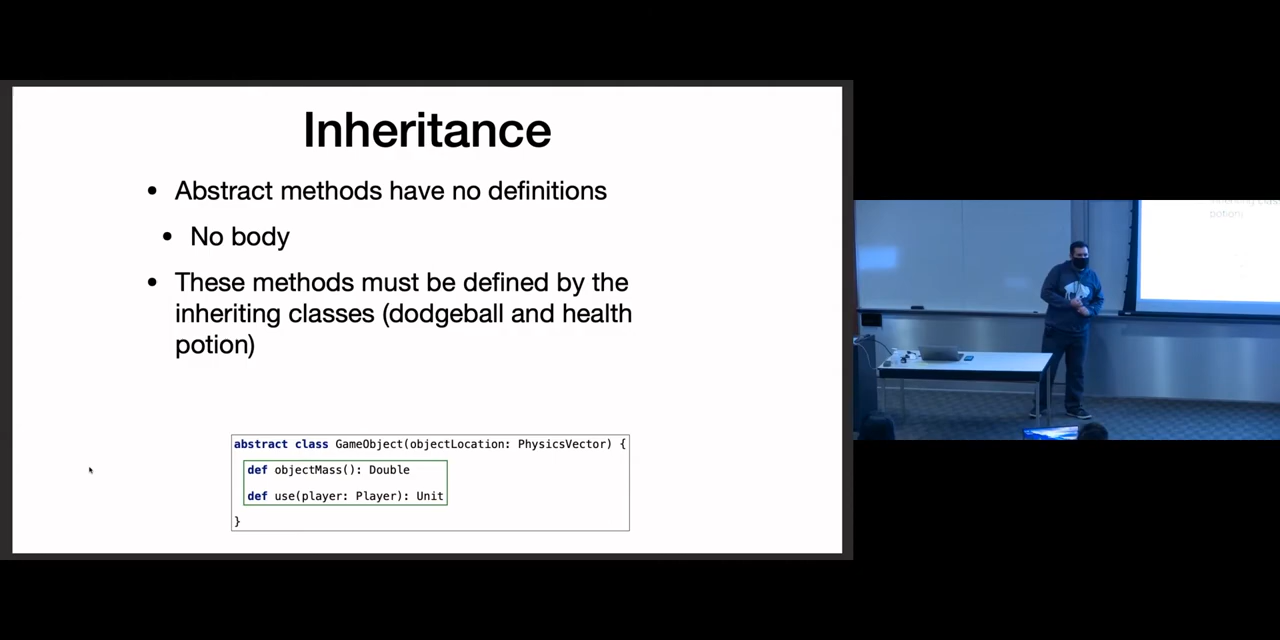 Inheritance
• Abstract methods have no definitions
• No body
• These methods must be defined by the
inheriting classes (dodgeball and health
potion)
abstract class GameObject(objectLocation: PhysicsVector) {
def objectMass(): Double
def use(player: Player): Unit
}
potion)